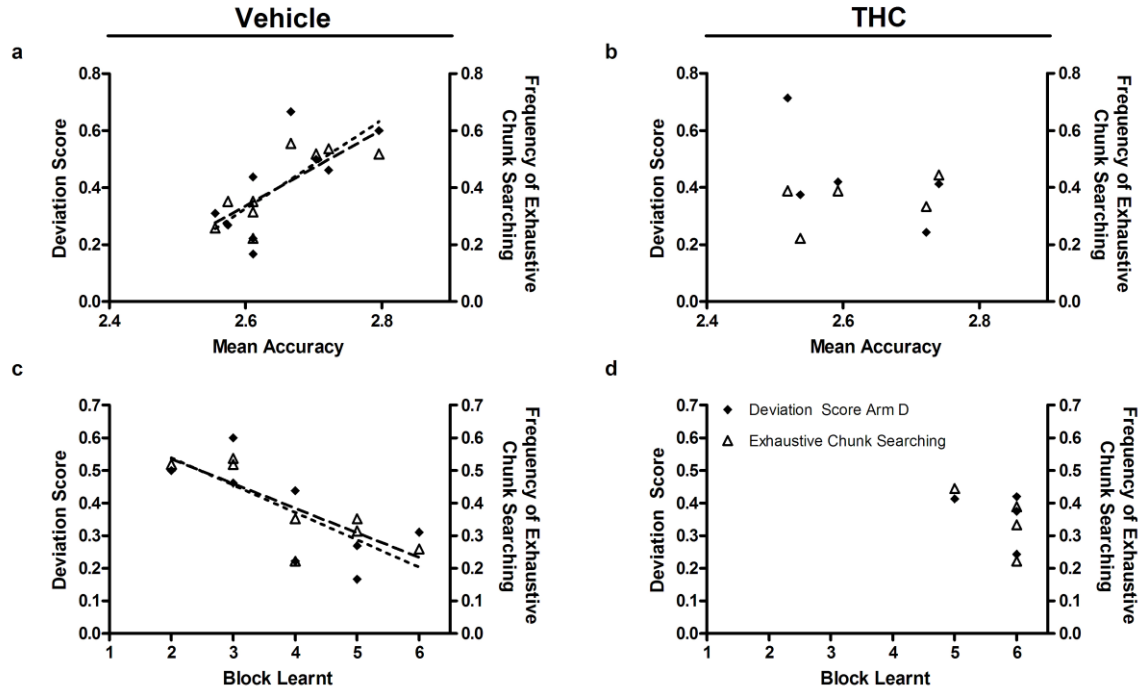 Vehicle
THC
a
b
0.8
0.6
0.4
0.2
0.0
Deviation Score
0.8
0.6
0.4
0.2
0.0
Frequency of Exhaustive
Chunk Searching
2.4 2.6 2.8
Mean Accuracy
0.8
0.6
0.4
0.2
0.0
Deviation Score
0.8
0.6
0.4
0.2
0.0
Frequency of Exhaustive
Chunk Searching
2.4 2.6 2.8
Mean Accuracy
c
d
0.7
0.6
0.5
0.4
0.3
0.2
0.1
0.0
Deviation Score
0.7
0.6
0.5
0.4
0.3
0.2
0.1
0.0
Frequency of Exhaustive
Chunk Searching
1 2 3 4 5 6
Block Learnt
0.7
0.6
0.5
0.4
0.3
0.2
0.1
0.0
Deviation Score
Deviation Score Arm D
Exhaustive Chunk Searching
0.7
0.6
0.5
0.4
0.3
0.2
0.1
0.0
Frequency of Exhaustive
Chunk Searching
1 2 3 4 5 6
Block Learnt